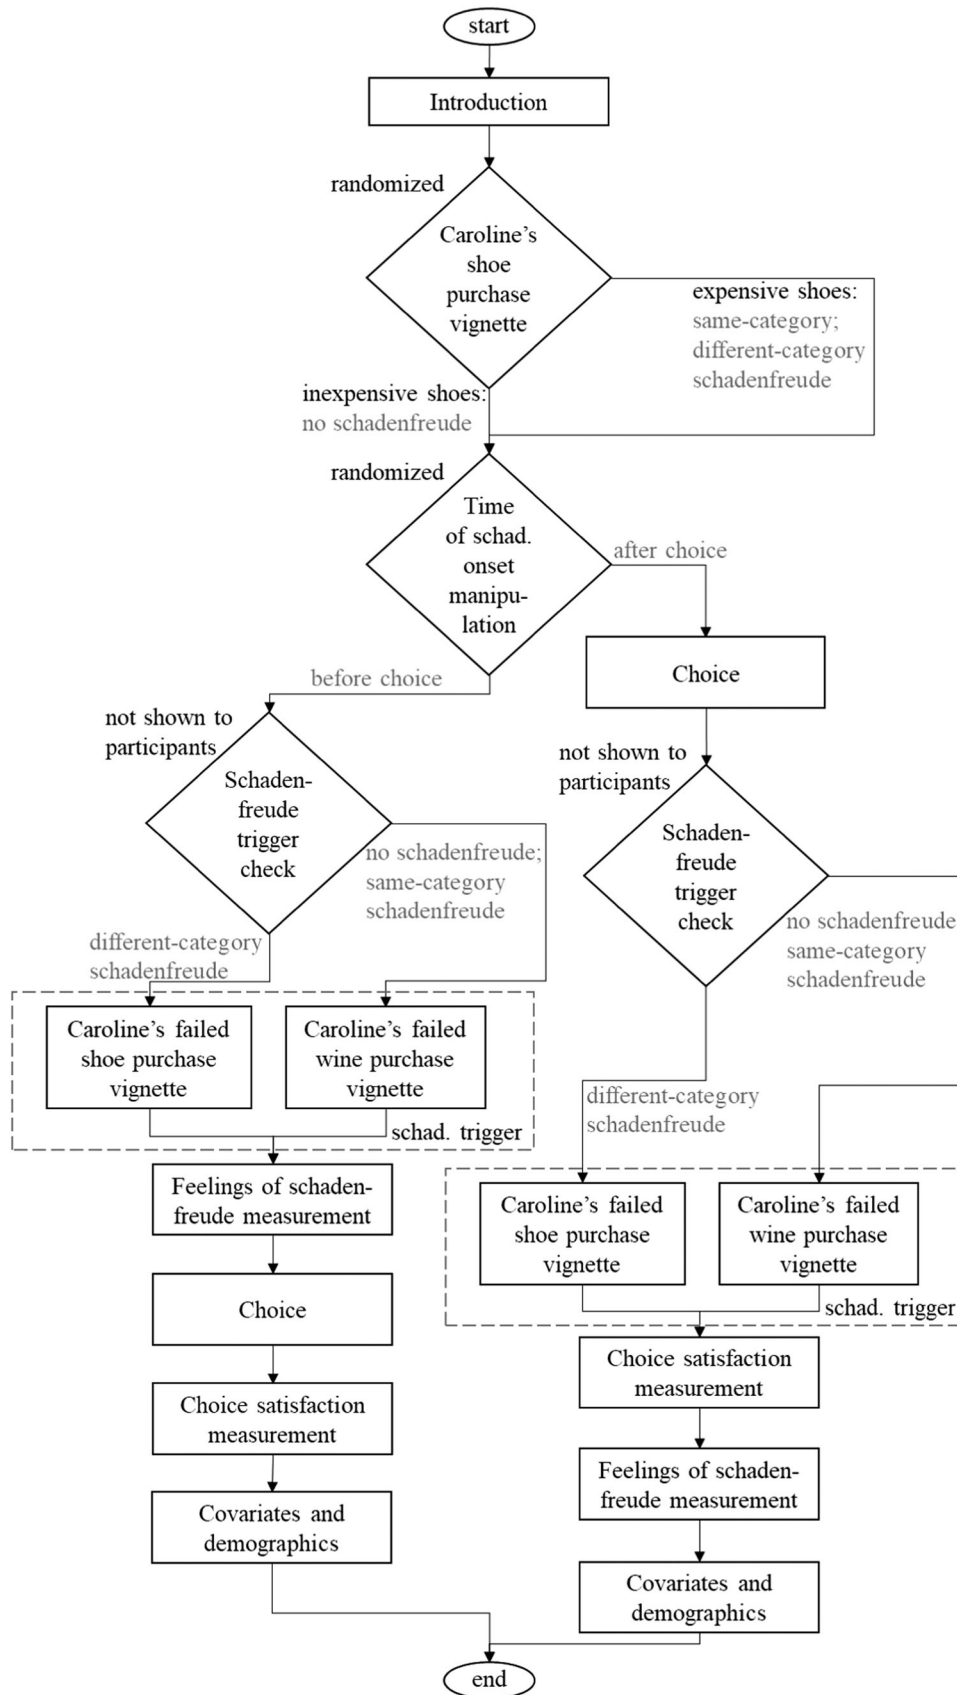 start
Introduction
randomized
Caroline's
shoe
purchase
vignette
expensive shoes:
same-category;
different-category
schadenfreude
inexpensive shoes:
no schadenfreude
randomized
Time
of schad.
onset
manipu-
lation
after choice
before choice
Choice
not shown to
participants
Schaden-
freude
trigger
check
no schadenfreude;
same-category
schadenfreude
different-category
schadenfreude
not shown to
participants
Schaden-
freude
trigger
check
no schadenfreude
same-category
schadenfreude
different-category
schadenfreude
Caroline's failed
shoe purchase
vignette
Caroline's failed
wine purchase
vignette
schad. trigger
Feelings of schaden-
freude measurement
Choice
Choice satisfaction
measurement
Covariates and
demographics
Caroline's failed
shoe purchase
vignette
Caroline's failed
wine purchase
vignette
schad. trigger
Choice satisfaction
measurement
Feelings of schaden-
freude measurement
Covariates and
demographics
end